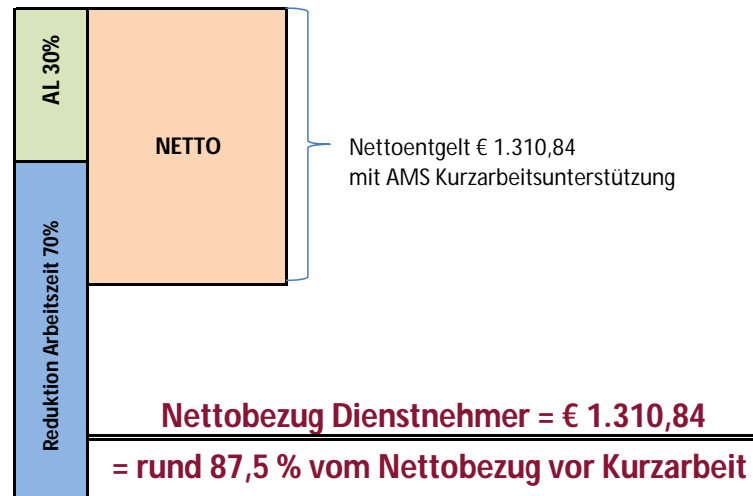 AL 30%
NETTO
Nettoentgelt € 1.310,84
mit AMS Kurzarbeitsunterstützung
Reduktion Arbeitszeit 70%
Nettobezug Dienstnehmer = € 1.310,84
= rund 87,5 % vom Nettobezug vor Kurzarbeit